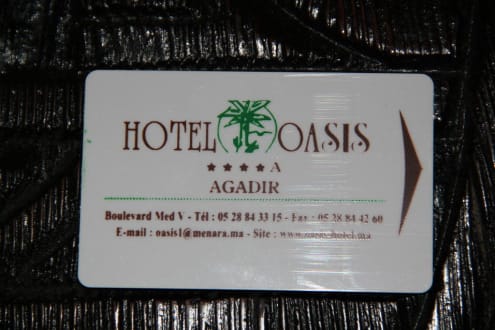 HOTEL OASIS
★★★★ A
AGADIR
Boulevard Med V - Tél : 05 28 84 33 15 - Fax : 05 28 84 42 60
E-mail : oasis1@menara.ma - Site :